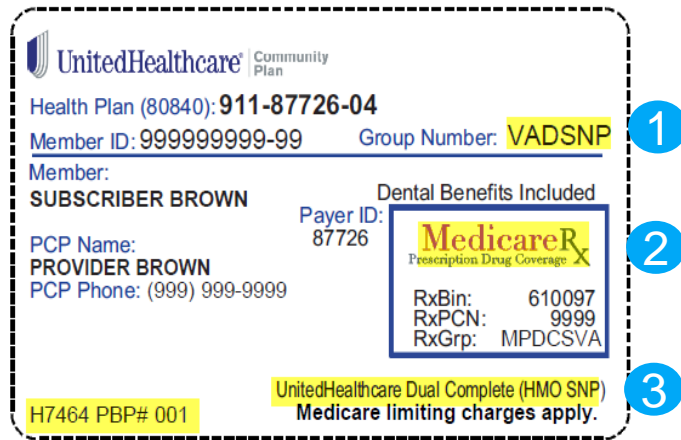 UnitedHealthcare® Community Plan
Health Plan (80840): 911-87726-04
Member ID: 999999999-99 Group Number: VADSNP
1
Member:
SUBSCRIBER BROWN
Dental Benefits Included
Payer ID:
87726
MedicareRx
Prescription Drug Coverage
2
PCP Name:
PROVIDER BROWN
PCP Phone: (999) 999-9999
RxBin: 610097
RxPCN: 9999
RxGrp: MPDCSVA
UnitedHealthcare Dual Complete (HMO SNP)
3
H7464 PBP# 001
Medicare limiting charges apply.